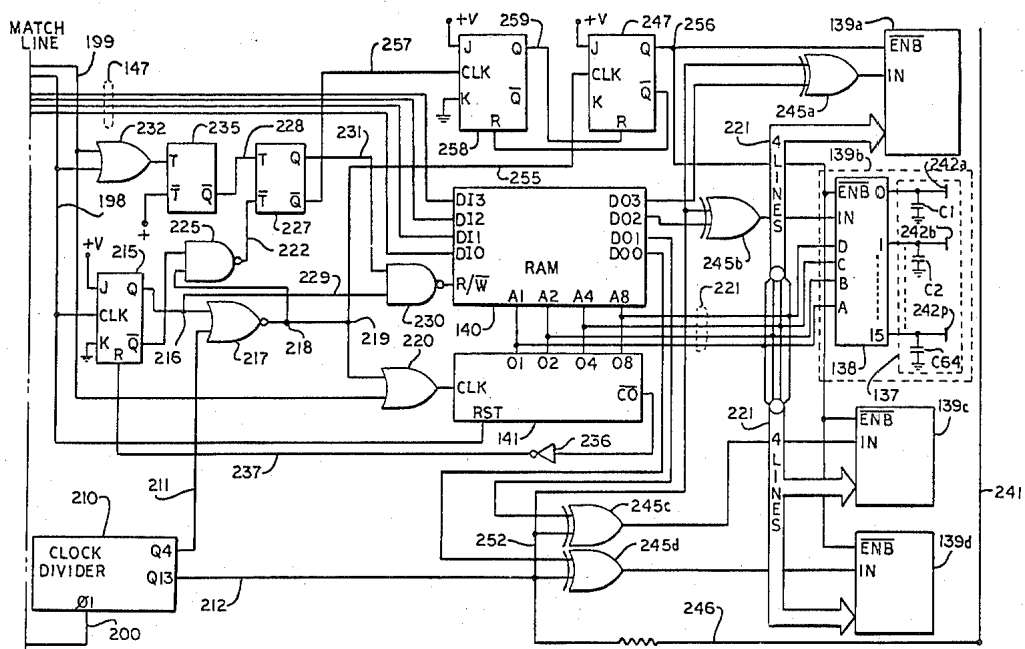 MATCH
LINE
199
147
257
+V
259
+V
247
256
139a
J
Q
CLK
K
Q̅
R
258
J
Q
CLK
K
Q̅
R
255
ENB
IN
245a
232
235
228
231
T
T̅
Q̅
T
T̅
Q
Q̅
227
+
198
225
222
+V
215
J
Q
CLK
K
Q̅
R
216
217
218
219
229
230
220
DI3
DI2
DI1
DI0
R/W̅
RAM
DO3
DO2
DO1
DO0
A1
A2
A4
A8
140
221
245b
221
4 LINES
139b
242a
ENB
0
IN
C1
242b
D
C
B
A
1
C2
242p
15
C64
138
137
CLK
O1
O2
O4
O8
RST
C̅O̅
141
236
237
211
210
CLOCK
DIVIDER
Q4
Q13
Ø1
200
212
252
245c
245d
221
4 LINES
139c
ENB
IN
139d
ENB
IN
241
246